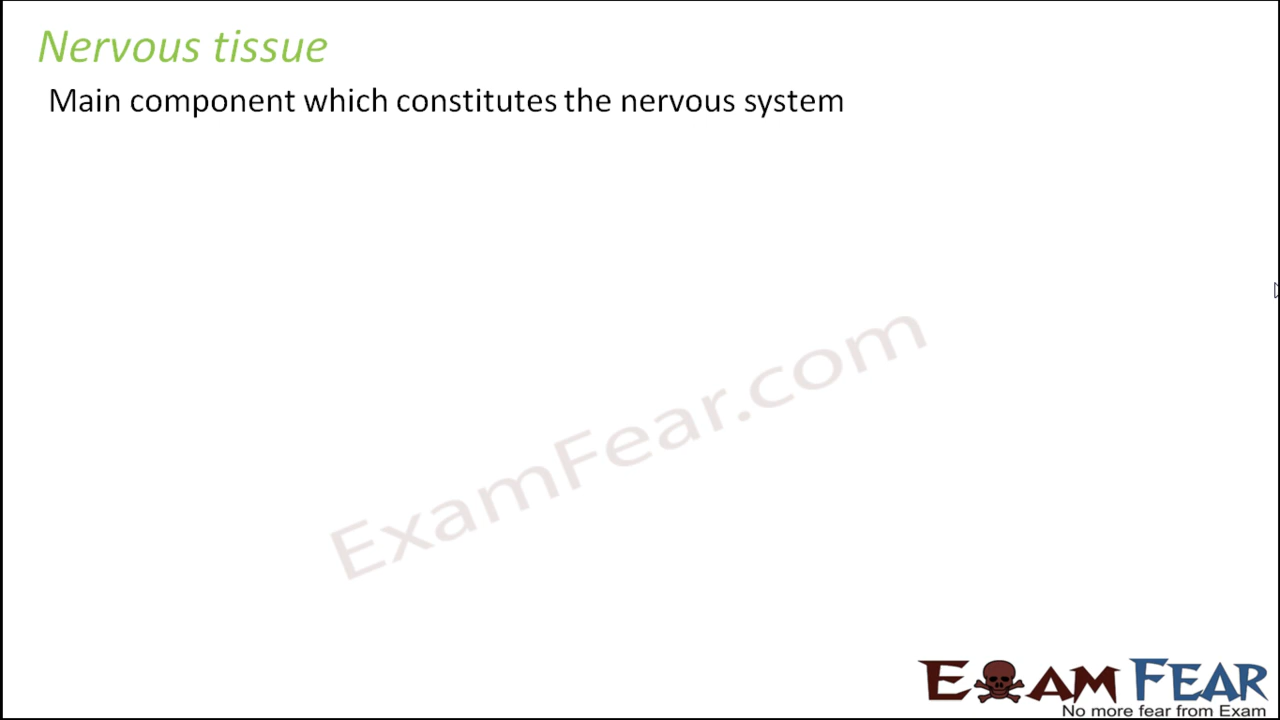 Nervous tissue
Main component which constitutes the nervous system
ExamFear.com
EXAM FEAR
No more fear from Exam